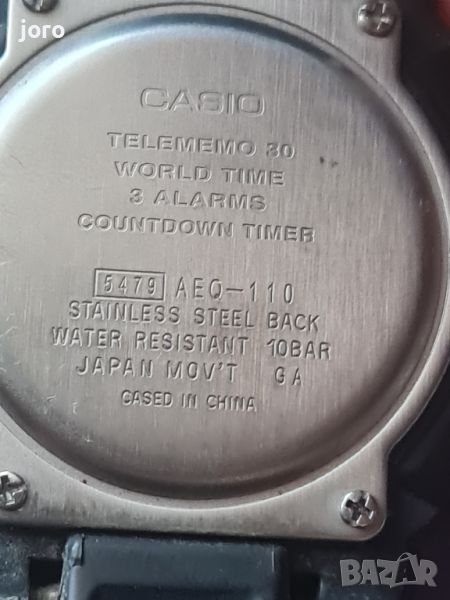 joro
CASIO
TELEMEMO 30
WORLD TIME
3 ALARMS
COUNTDOWN TIMER
5479 AEQ-110
STAINLESS STEEL BACK
WATER RESISTANT 10BAR
JAPAN MOV'T GA
CASED IN CHINA
BAZAR